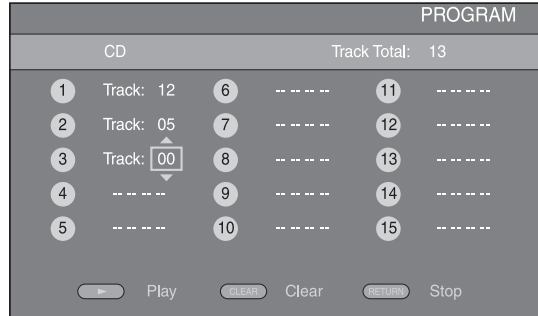 PROGRAM
CD Track Total: 13
1 Track: 12 6 -- -- -- -- 11 -- -- -- --
2 Track: 05 7 -- -- -- -- 12 -- -- -- --
3 Track: 00 8 -- -- -- -- 13 -- -- -- --
4 -- -- -- -- 9 -- -- -- -- 14 -- -- -- --
5 -- -- -- -- 10 -- -- -- -- 15 -- -- -- --
Play CLEAR Clear RETURN Stop